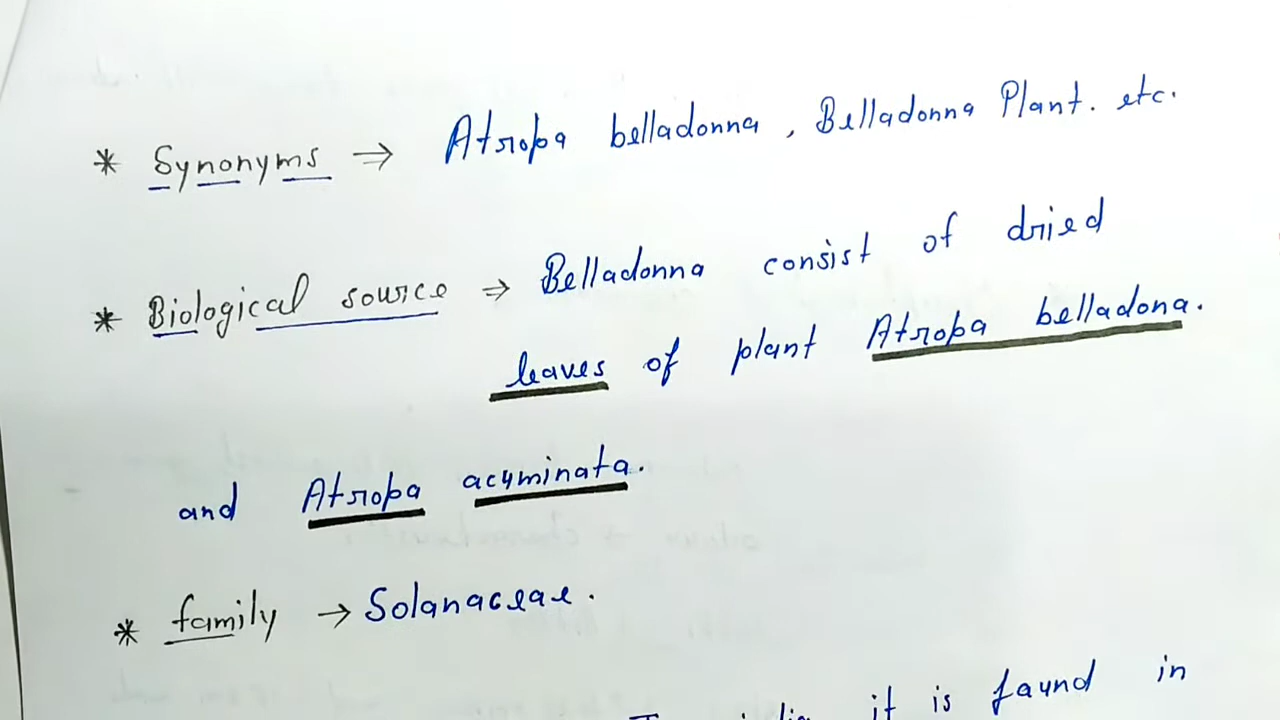 * Synonyms ⇒ Atropa belladonna, Belladonna Plant. etc.
* Biological source ⇒ Belladonna consist of dried
leaves of plant Atropa belladona.
and Atropa acuminata.
* family → Solanaceae.
it is faund in